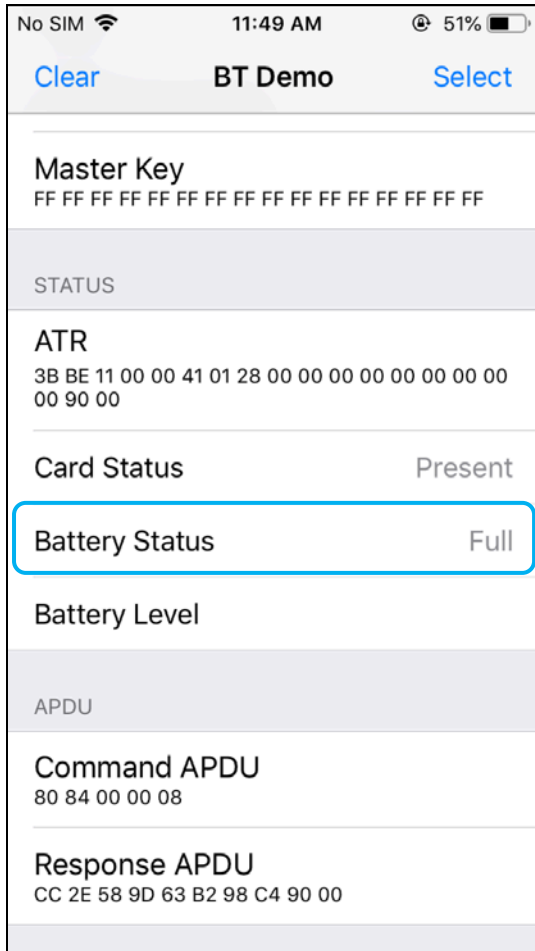 No SIM 11:49 AM 51%
Clear BT Demo Select
Master Key
FF FF FF FF FF FF FF FF FF FF FF FF FF FF FF FF
STATUS
ATR
3B BE 11 00 00 41 01 28 00 00 00 00 00 00 00 00
00 90 00
Card Status Present
Battery Status Full
Battery Level
APDU
Command APDU
80 84 00 00 08
Response APDU
CC 2E 58 9D 63 B2 98 C4 90 00